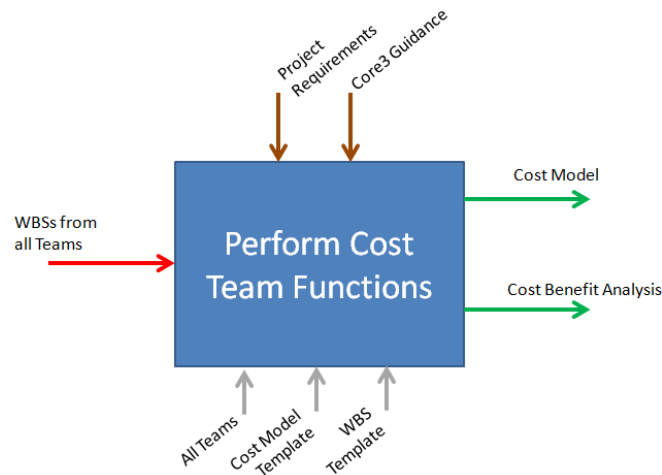 Project
Requirements
Core3 Guidance
Cost Model
WBSs from
all Teams
Perform Cost
Team Functions
Cost Benefit Analysis
All Teams
Cost Model
Template
WBS
Template